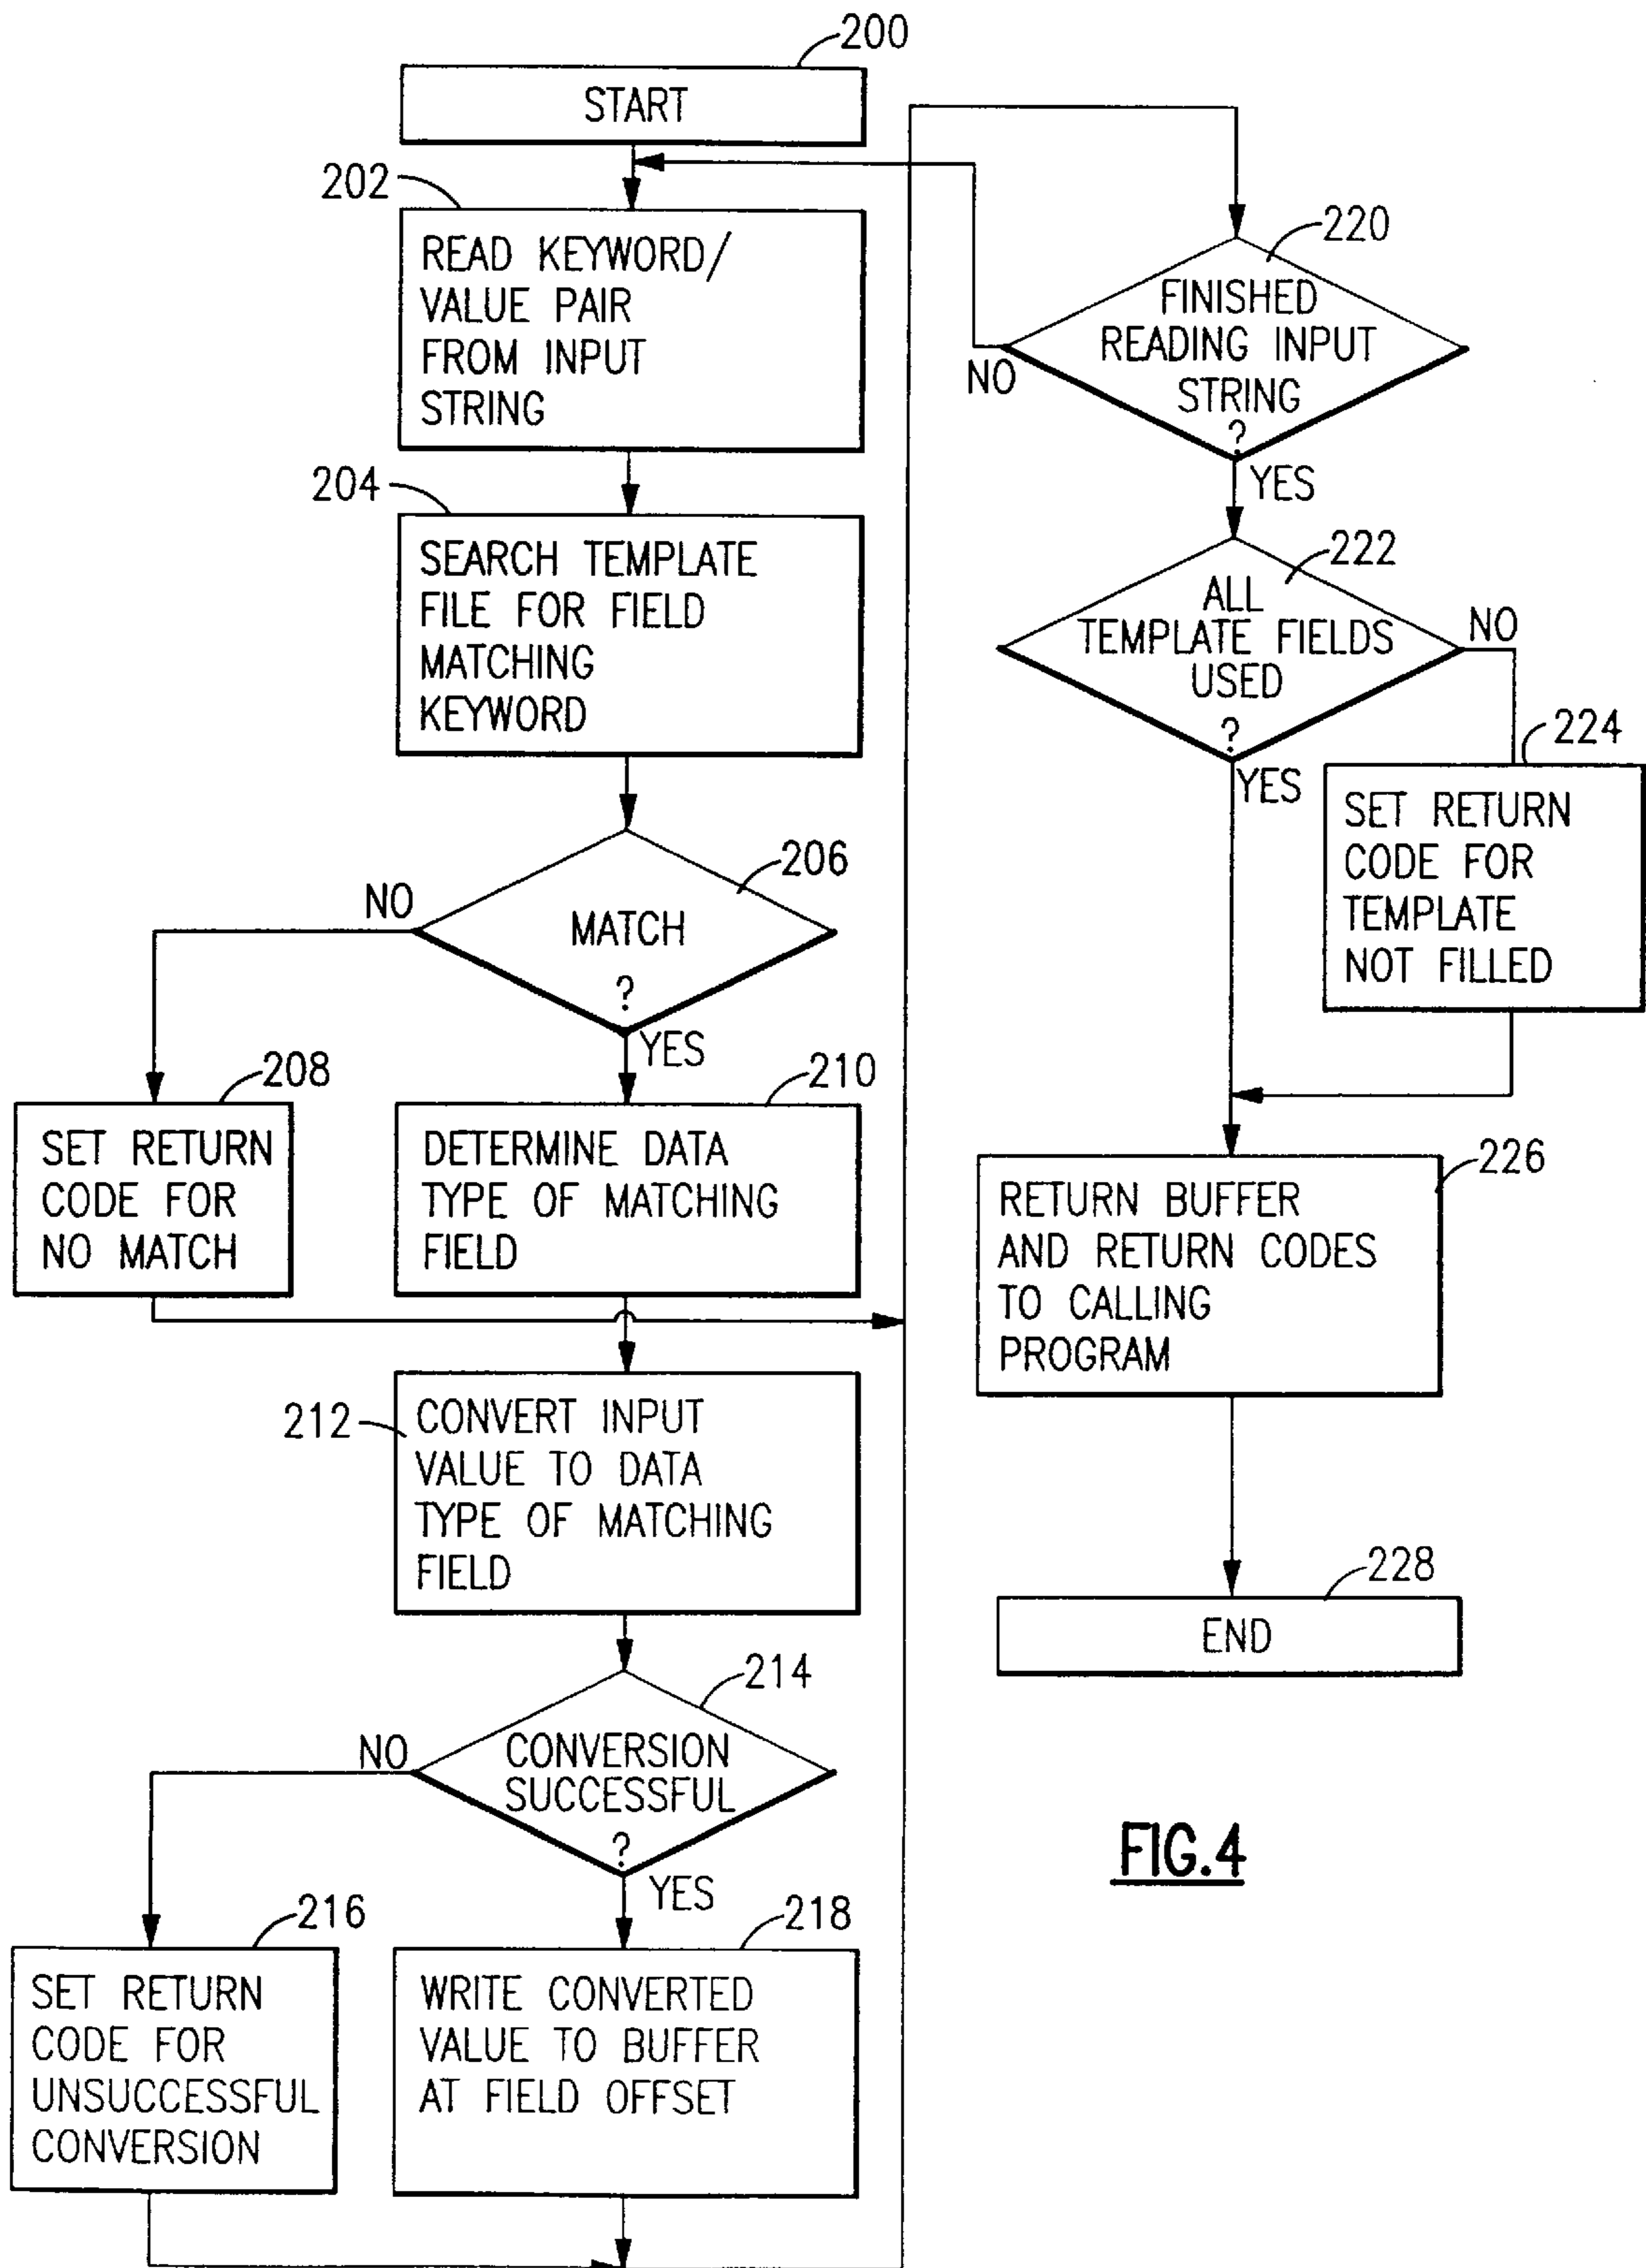 200
START
202
READ KEYWORD/
VALUE PAIR
FROM INPUT
STRING
204
SEARCH TEMPLATE
FILE FOR FIELD
MATCHING
KEYWORD
206
NO
MATCH
?
YES
208
SET RETURN
CODE FOR
NO MATCH
210
DETERMINE DATA
TYPE OF MATCHING
FIELD
212
CONVERT INPUT
VALUE TO DATA
TYPE OF MATCHING
FIELD
214
NO
CONVERSION
SUCCESSFUL
?
YES
216
SET RETURN
CODE FOR
UNSUCCESSFUL
CONVERSION
218
WRITE CONVERTED
VALUE TO BUFFER
AT FIELD OFFSET
220
FINISHED
READING INPUT
STRING
?
NO
YES
222
ALL
TEMPLATE FIELDS
USED
?
NO
YES
224
SET RETURN
CODE FOR
TEMPLATE
NOT FILLED
226
RETURN BUFFER
AND RETURN CODES
TO CALLING
PROGRAM
228
END
FIG.4